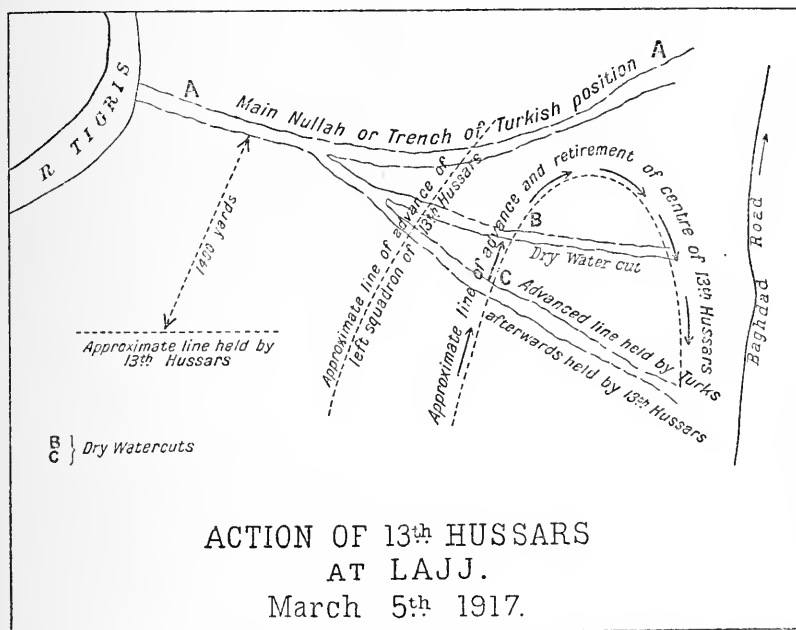 R TIGRIS
A
Main Nullah or Trench of Turkish position
A
1400 yards
Approximate line held by
13th Hussars
Approximate line of advance of
left squadron of 13th Hussars
Approximate line of advance and retirement of centre of 13th Hussars
B
Dry Water cut
C
Advanced line held by Turks
afterwards held by 13th Hussars
Baghdad Road
B
C } Dry Watercuts
ACTION OF 13th HUSSARS
AT LAJJ.
March 5th 1917.